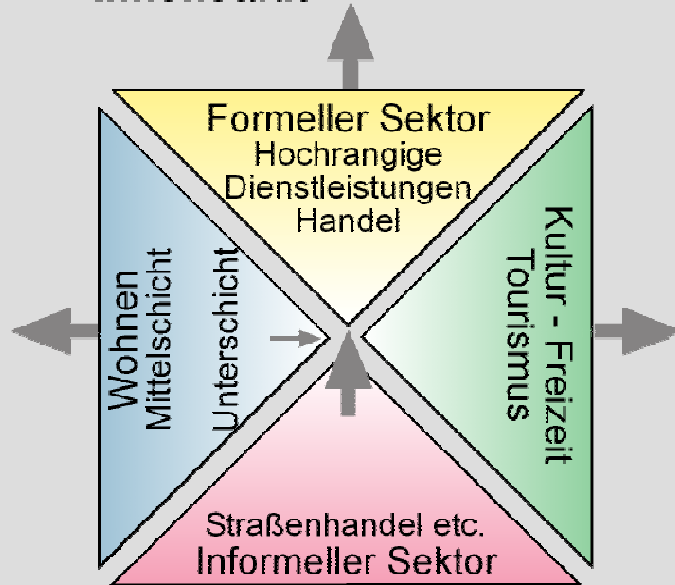 Formeller Sektor
Hochrangige
Dienstleistungen
Handel
Wohnen
Mittelschicht
Unterschicht
Kultur - Freizeit
Tourismus
Straßenhandel etc.
Informeller Sektor